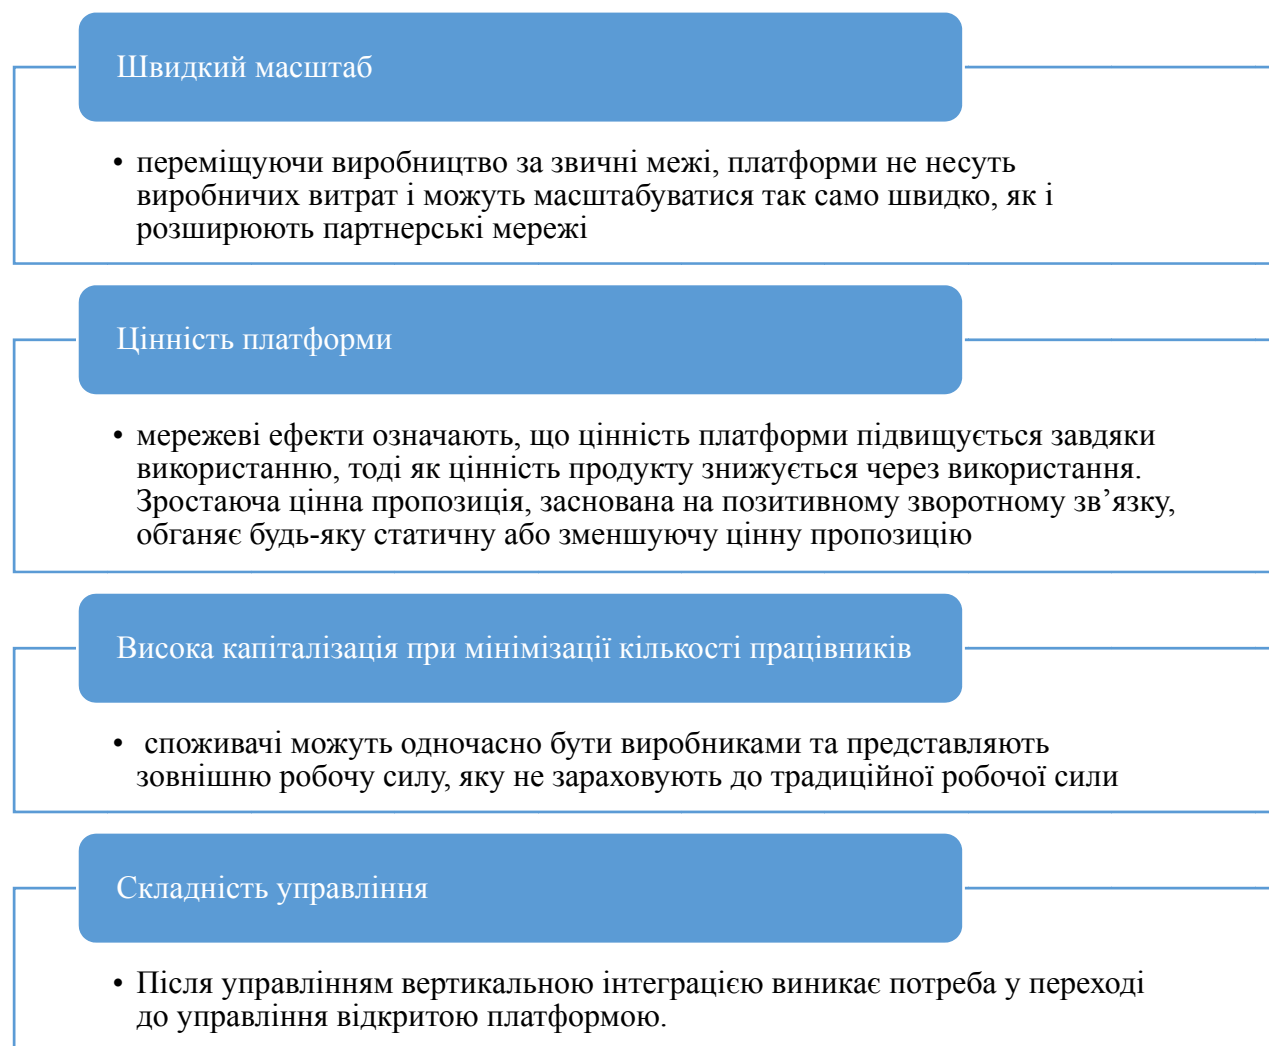 Швидкий масштаб
• переміщуючи виробництво за звичні межі, платформи не несуть
виробничих витрат і можуть масштабуватися так само швидко, як і
розширюють партнерські мережі
Цінність платформи
• мережеві ефекти означають, що цінність платформи підвищується завдяки
використанню, тоді як цінність продукту знижується через використання.
Зростаюча цінна пропозиція, заснована на позитивному зворотному зв’язку,
обганяє будь-яку статичну або зменшуючу цінну пропозицію
Висока капіталізація при мінімізації кількості працівників
• споживачі можуть одночасно бути виробниками та представляють
зовнішню робочу силу, яку не зараховують до традиційної робочої сили
Складність управління
• Після управлінням вертикальною інтеграцією виникає потреба у переході
до управління відкритою платформою.